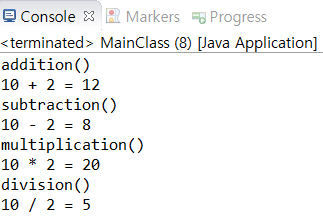 Console Markers Progress
<terminated> MainClass (8) [Java Application]
addition()
10 + 2 = 12
subtraction()
10 - 2 = 8
multiplication()
10 * 2 = 20
division()
10 / 2 = 5